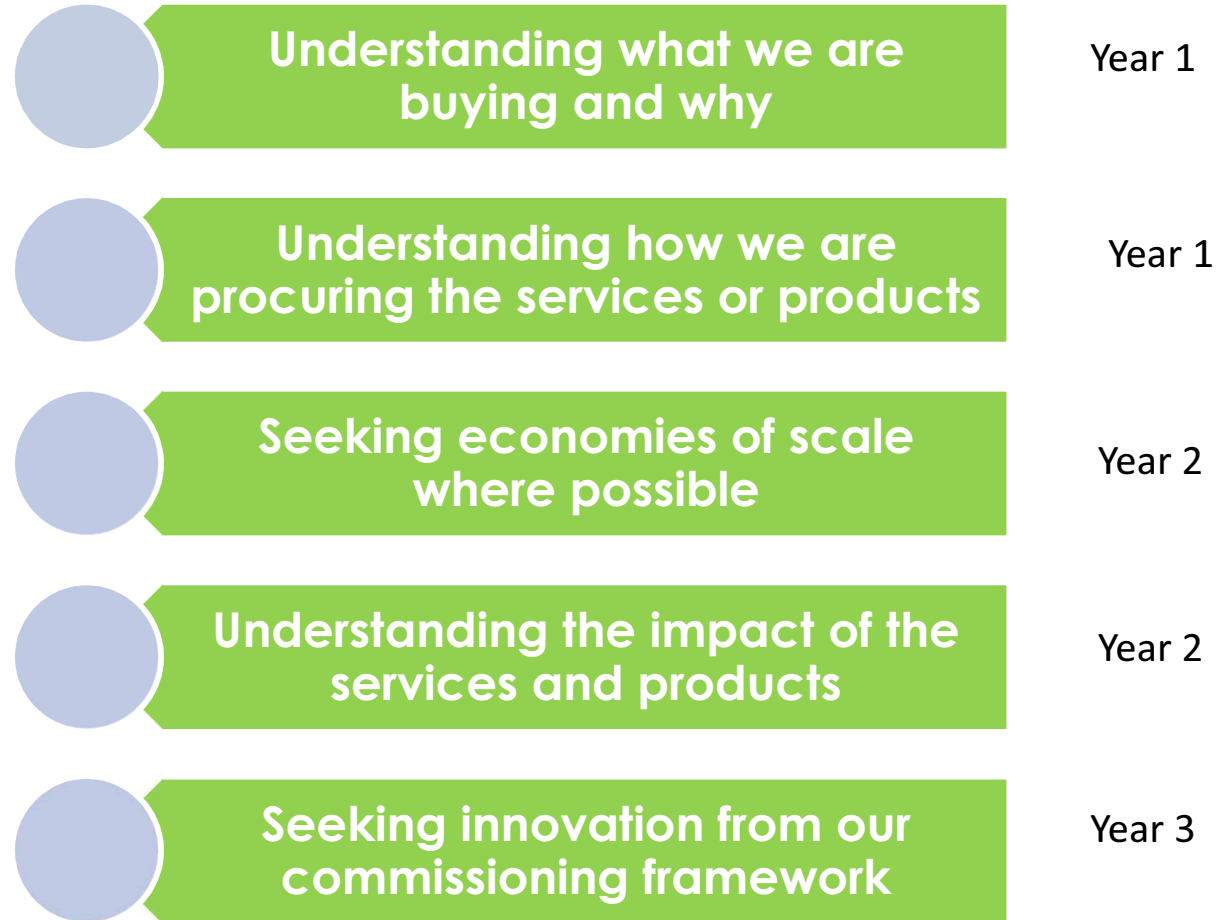 Understanding what we are
buying and why
Year 1
Understanding how we are
procuring the services or products
Year 1
Seeking economies of scale
where possible
Year 2
Understanding the impact of the
services and products
Year 2
Seeking innovation from our
commissioning framework
Year 3